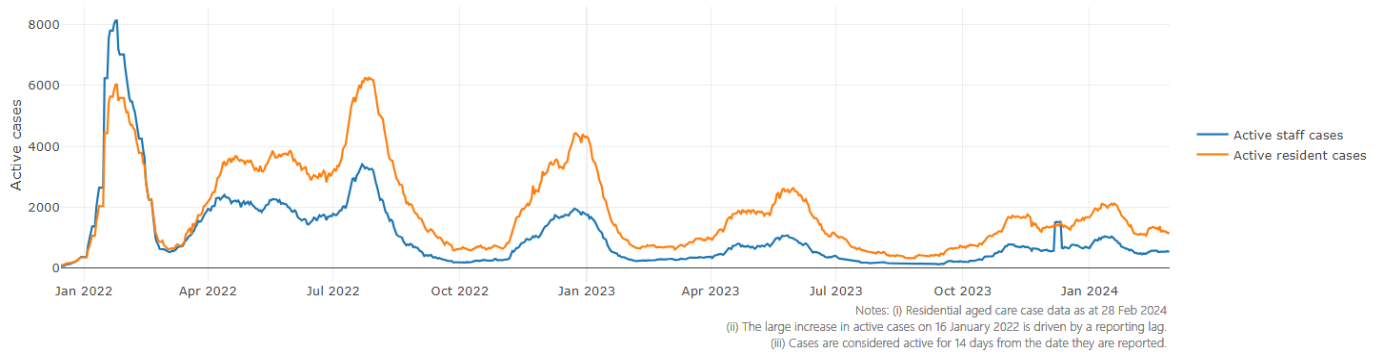 8000
6000
4000
2000
0
Active cases
Jan 2022
Apr 2022
Jul 2022
Oct 2022
Jan 2023
Apr 2023
Jul 2023
Oct 2023
Jan 2024
Active staff cases
Active resident cases
Notes: (i) Residential aged care case data as at 28 Feb 2024
(ii) The large increase in active cases on 16 January 2022 is driven by a reporting lag.
(iii) Cases are considered active for 14 days from the date they are reported.